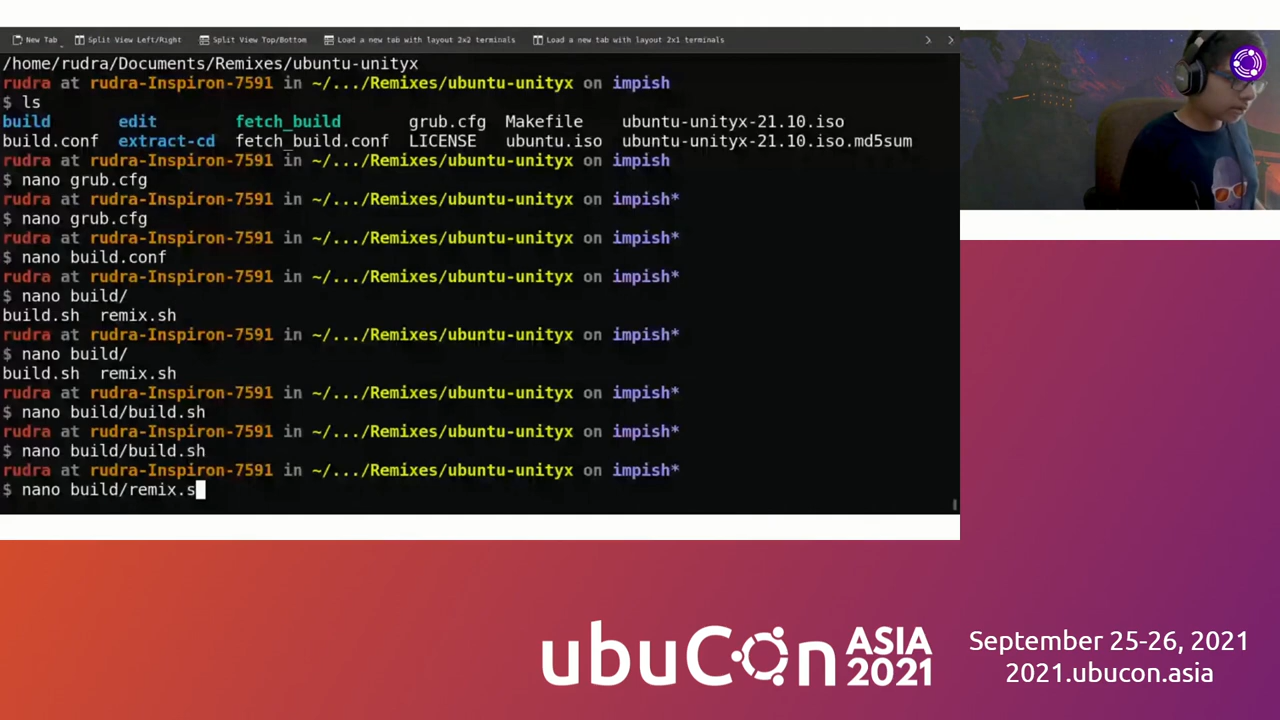 New Tab Split View Left/Right Split View Top/Bottom Load a new tab with layout 2x2 terminals Load a new tab with layout 2x1 terminals
/home/rudra/Documents/Remixes/ubuntu-unityx
rudra at rudra-Inspiron-7591 in ~/.../Remixes/ubuntu-unityx on impish
$ ls
build edit fetch_build grub.cfg Makefile ubuntu-unityx-21.10.iso
build.conf extract-cd fetch_build.conf LICENSE ubuntu.iso ubuntu-unityx-21.10.iso.md5sum
rudra at rudra-Inspiron-7591 in ~/.../Remixes/ubuntu-unityx on impish
$ nano grub.cfg
rudra at rudra-Inspiron-7591 in ~/.../Remixes/ubuntu-unityx on impish*
$ nano grub.cfg
rudra at rudra-Inspiron-7591 in ~/.../Remixes/ubuntu-unityx on impish*
$ nano build.conf
rudra at rudra-Inspiron-7591 in ~/.../Remixes/ubuntu-unityx on impish*
$ nano build/
build.sh remix.sh
rudra at rudra-Inspiron-7591 in ~/.../Remixes/ubuntu-unityx on impish*
$ nano build/
build.sh remix.sh
rudra at rudra-Inspiron-7591 in ~/.../Remixes/ubuntu-unityx on impish*
$ nano build/build.sh
rudra at rudra-Inspiron-7591 in ~/.../Remixes/ubuntu-unityx on impish*
$ nano build/build.sh
rudra at rudra-Inspiron-7591 in ~/.../Remixes/ubuntu-unityx on impish*
$ nano build/remix.s
ubuCon ASIA 2021
September 25-26, 2021
2021.ubucon.asia